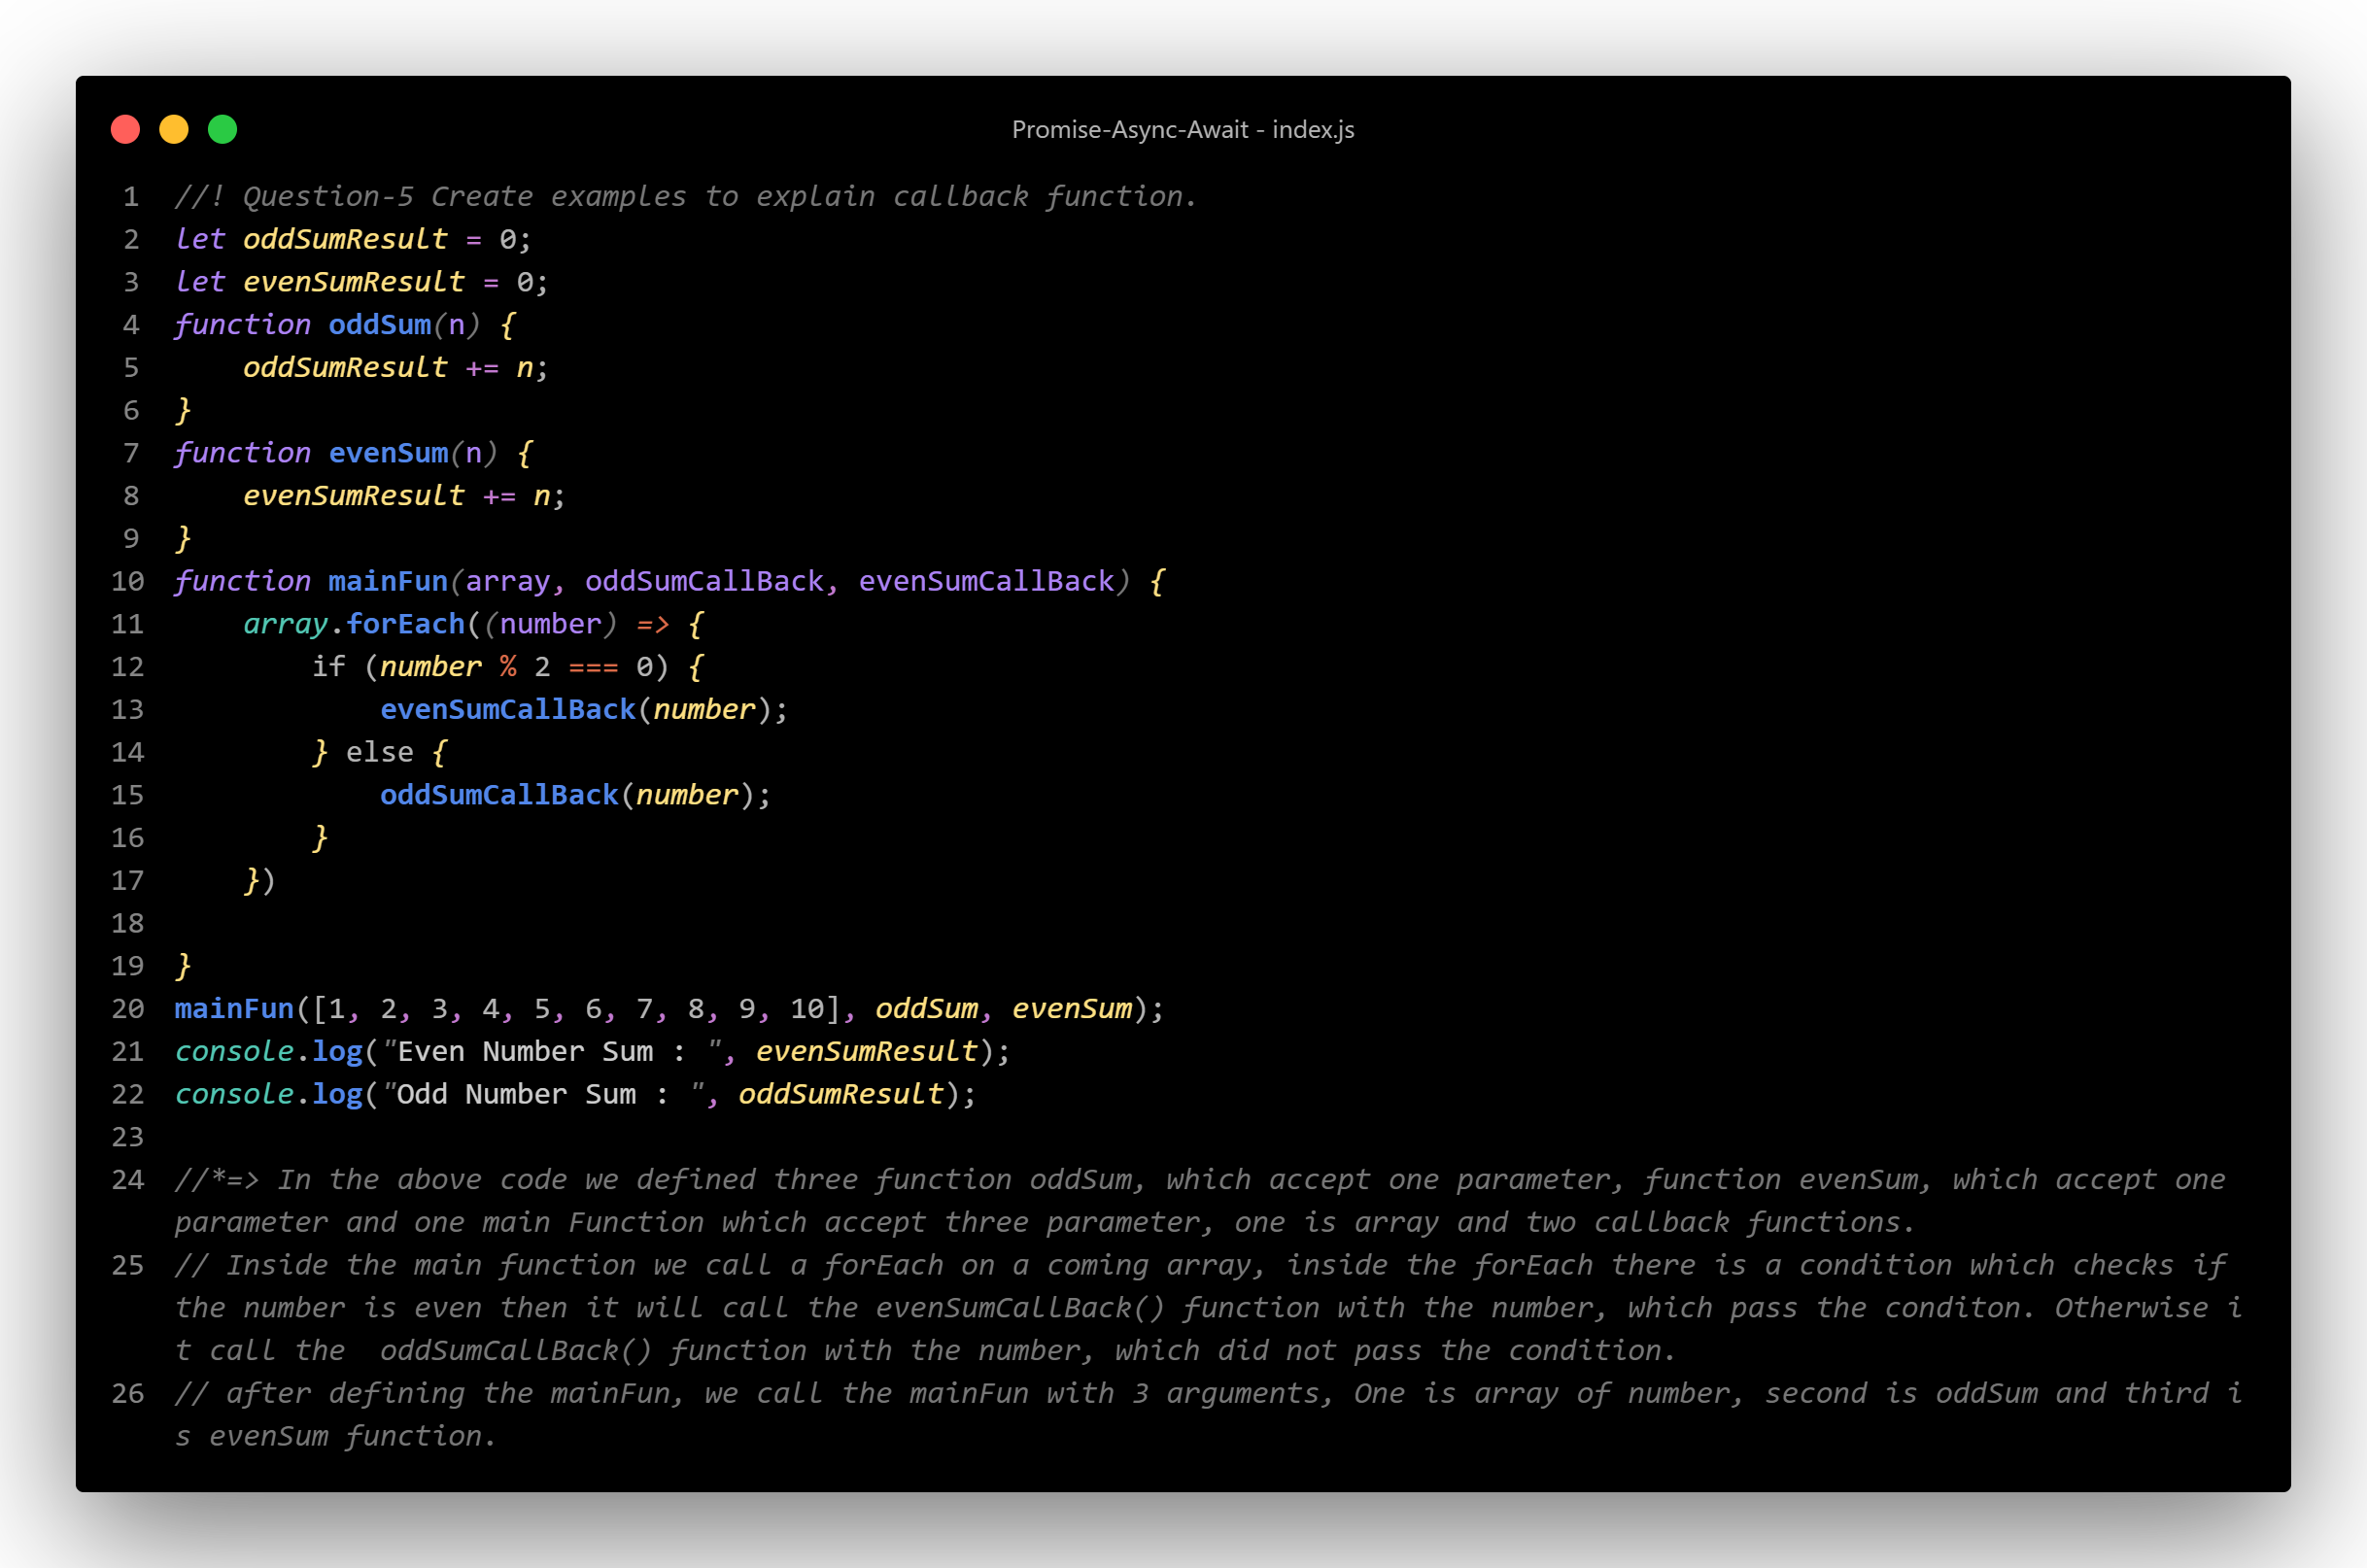 Promise-Async-Await - index.js
1 //! Question-5 Create examples to explain callback function.
2 let oddSumResult = 0;
3 let evenSumResult = 0;
4 function oddSum(n) {
5     oddSumResult += n;
6 }
7 function evenSum(n) {
8     evenSumResult += n;
9 }
10 function mainFun(array, oddSumCallBack, evenSumCallBack) {
11     array.forEach((number) => {
12         if (number % 2 === 0) {
13             evenSumCallBack(number);
14         } else {
15             oddSumCallBack(number);
16         }
17     })
18
19 }
20 mainFun([1, 2, 3, 4, 5, 6, 7, 8, 9, 10], oddSum, evenSum);
21 console.log("Even Number Sum : ", evenSumResult);
22 console.log("Odd Number Sum : ", oddSumResult);
23
24 //*=> In the above code we defined three function oddSum, which accept one parameter, function evenSum, which accept one
parameter and one main Function which accept three parameter, one is array and two callback functions.
25 // Inside the main function we call a forEach on a coming array, inside the forEach there is a condition which checks if
the number is even then it will call the evenSumCallBack() function with the number, which pass the conditon. Otherwise i
t call the  oddSumCallBack() function with the number, which did not pass the condition.
26 // after defining the mainFun, we call the mainFun with 3 arguments, One is array of number, second is oddSum and third i
s evenSum function.